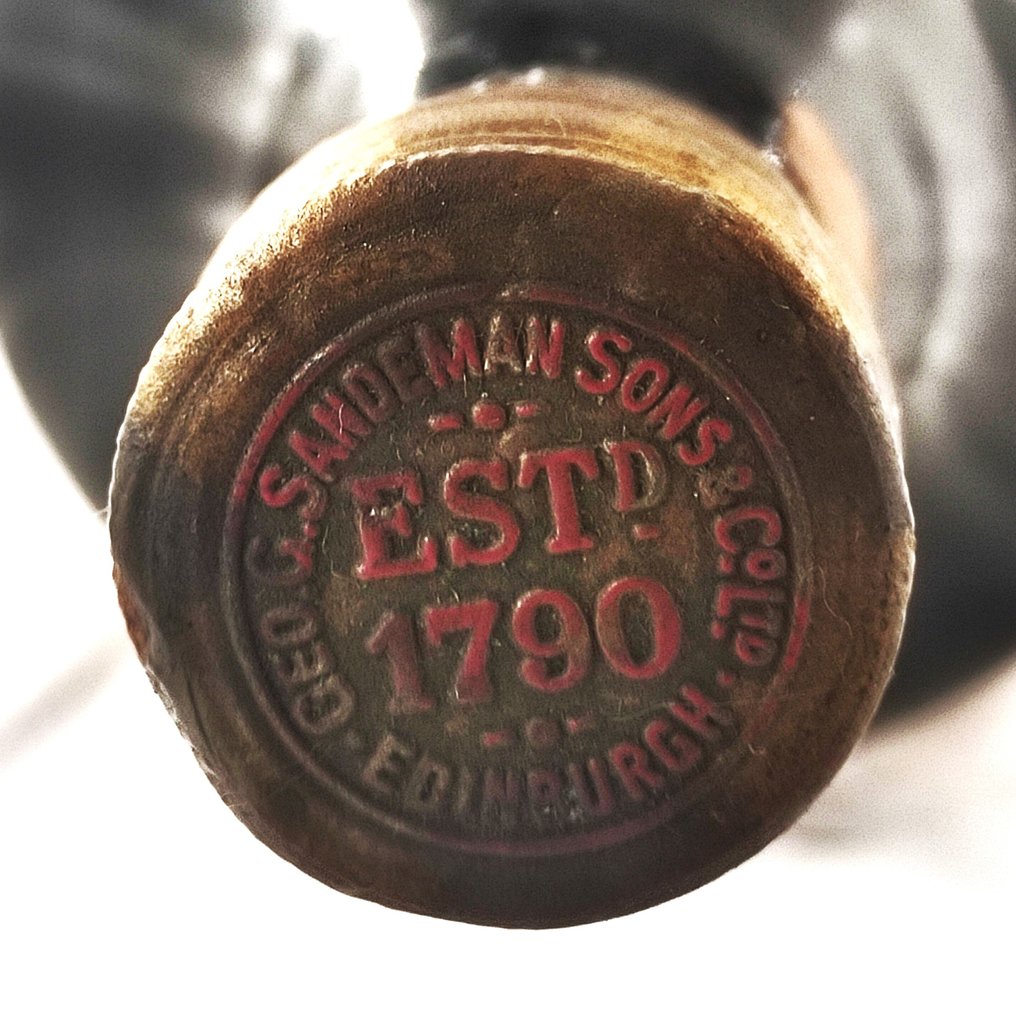 GEO. G. SANDEMAN SONS & Co. LTD.
ESTD.
1790
· EDINBURGH ·